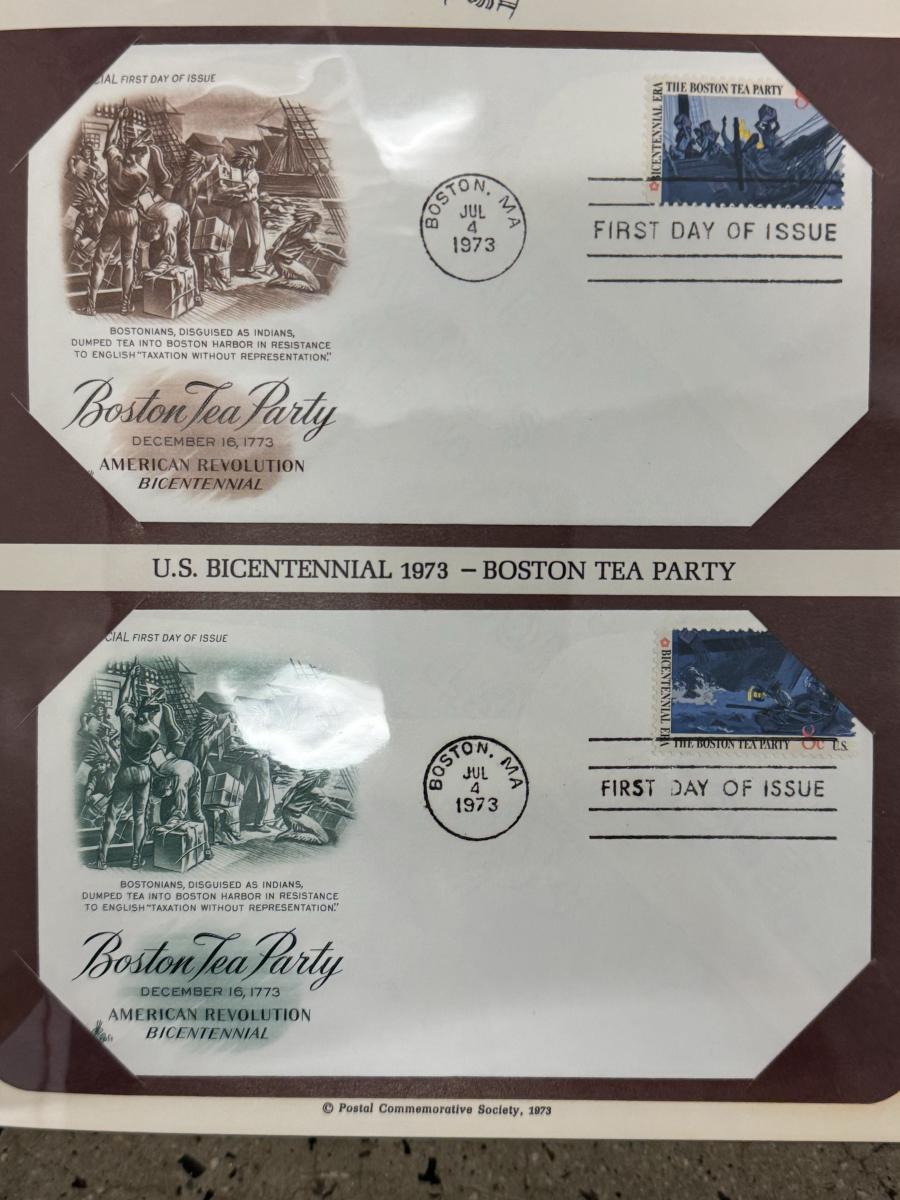 CIAL FIRST DAY OF ISSUE
THE BOSTON TEA PARTY 8
BICENTENNIAL ERA
BOSTON, MA
JUL
4
1973
FIRST DAY OF ISSUE
BOSTONIANS, DISGUISED AS INDIANS,
DUMPED TEA INTO BOSTON HARBOR IN RESISTANCE
TO ENGLISH "TAXATION WITHOUT REPRESENTATION."
Boston Tea Party
DECEMBER 16, 1773
AMERICAN REVOLUTION
BICENTENNIAL
U.S. BICENTENNIAL 1973 – BOSTON TEA PARTY
CIAL FIRST DAY OF ISSUE
BICENTENNIAL ERA
THE BOSTON TEA PARTY 8c U.S.
BOSTON, MA
JUL
4
1973
FIRST DAY OF ISSUE
BOSTONIANS, DISGUISED AS INDIANS,
DUMPED TEA INTO BOSTON HARBOR IN RESISTANCE
TO ENGLISH "TAXATION WITHOUT REPRESENTATION."
Boston Tea Party
DECEMBER 16, 1773
AMERICAN REVOLUTION
BICENTENNIAL
© Postal Commemorative Society, 1973